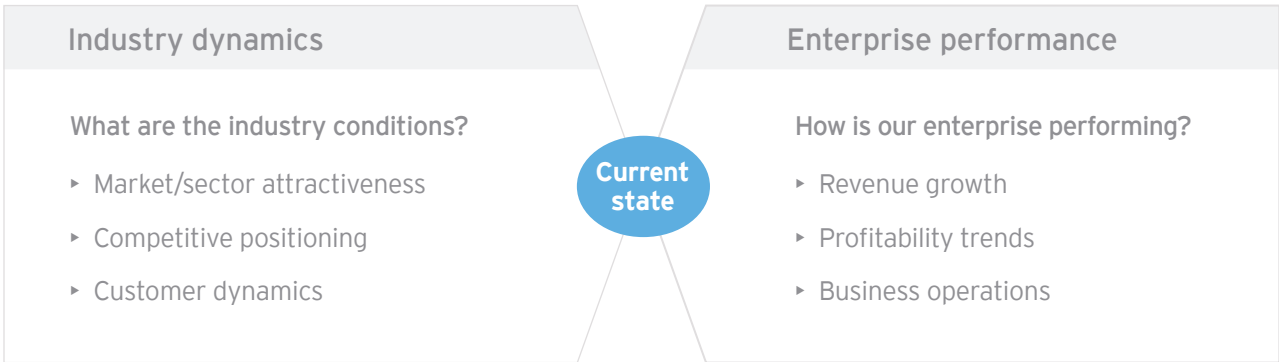 Industry dynamics
What are the industry conditions?
‣ Market/sector attractiveness
‣ Competitive positioning
‣ Customer dynamics
Current
state
Enterprise performance
How is our enterprise performing?
‣ Revenue growth
‣ Profitability trends
‣ Business operations